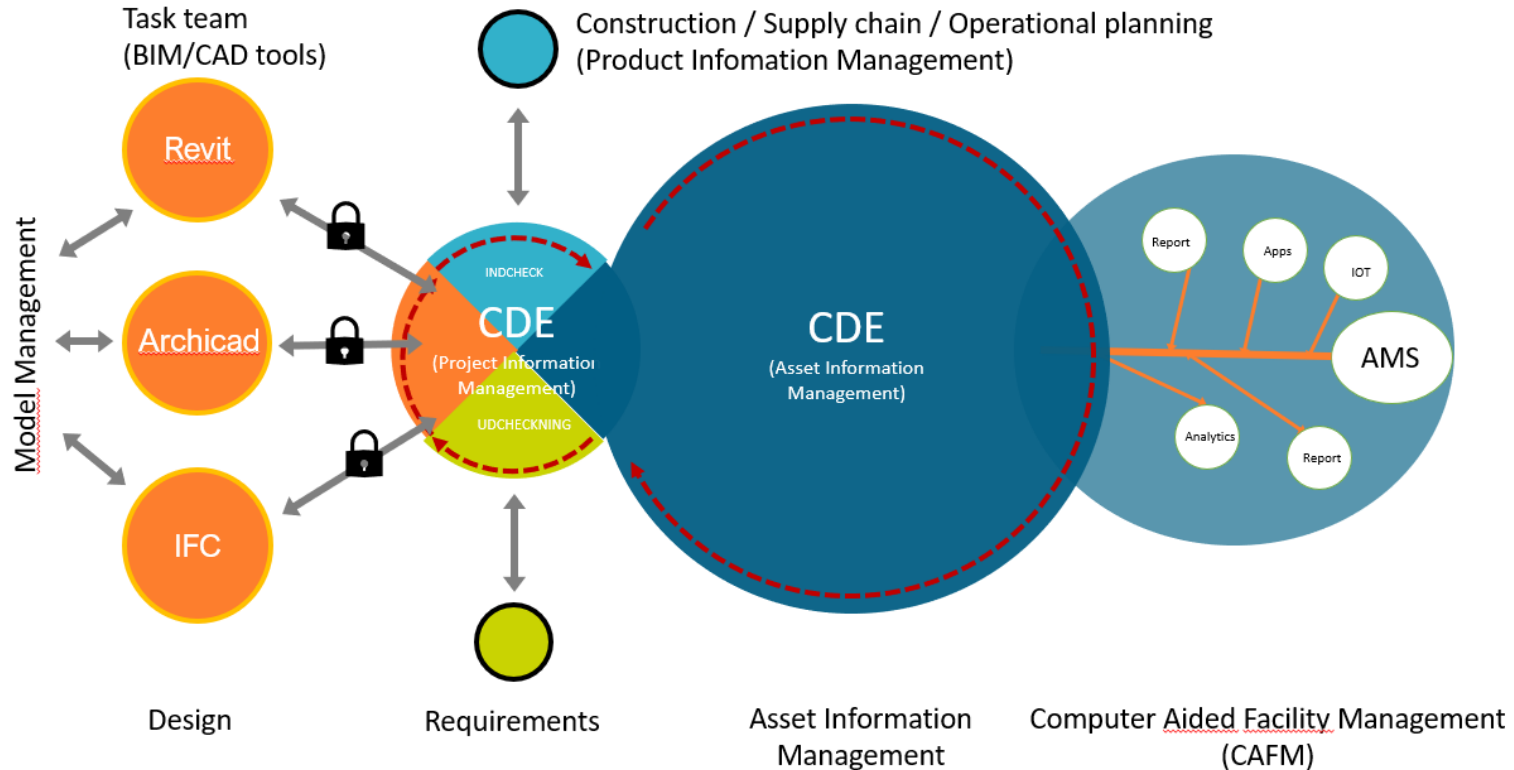 Task team
(BIM/CAD tools)
Construction / Supply chain / Operational planning
(Product Infomation Management)
Revit
Archicad
IFC
Model Management
INDCHECK
CDE
(Project Information
Management)
UDCHECKNING
CDE
(Asset Information
Management)
Report
Apps
IOT
AMS
Analytics
Report
Design
Requirements
Asset Information
Management
Computer Aided Facility Management
(CAFM)